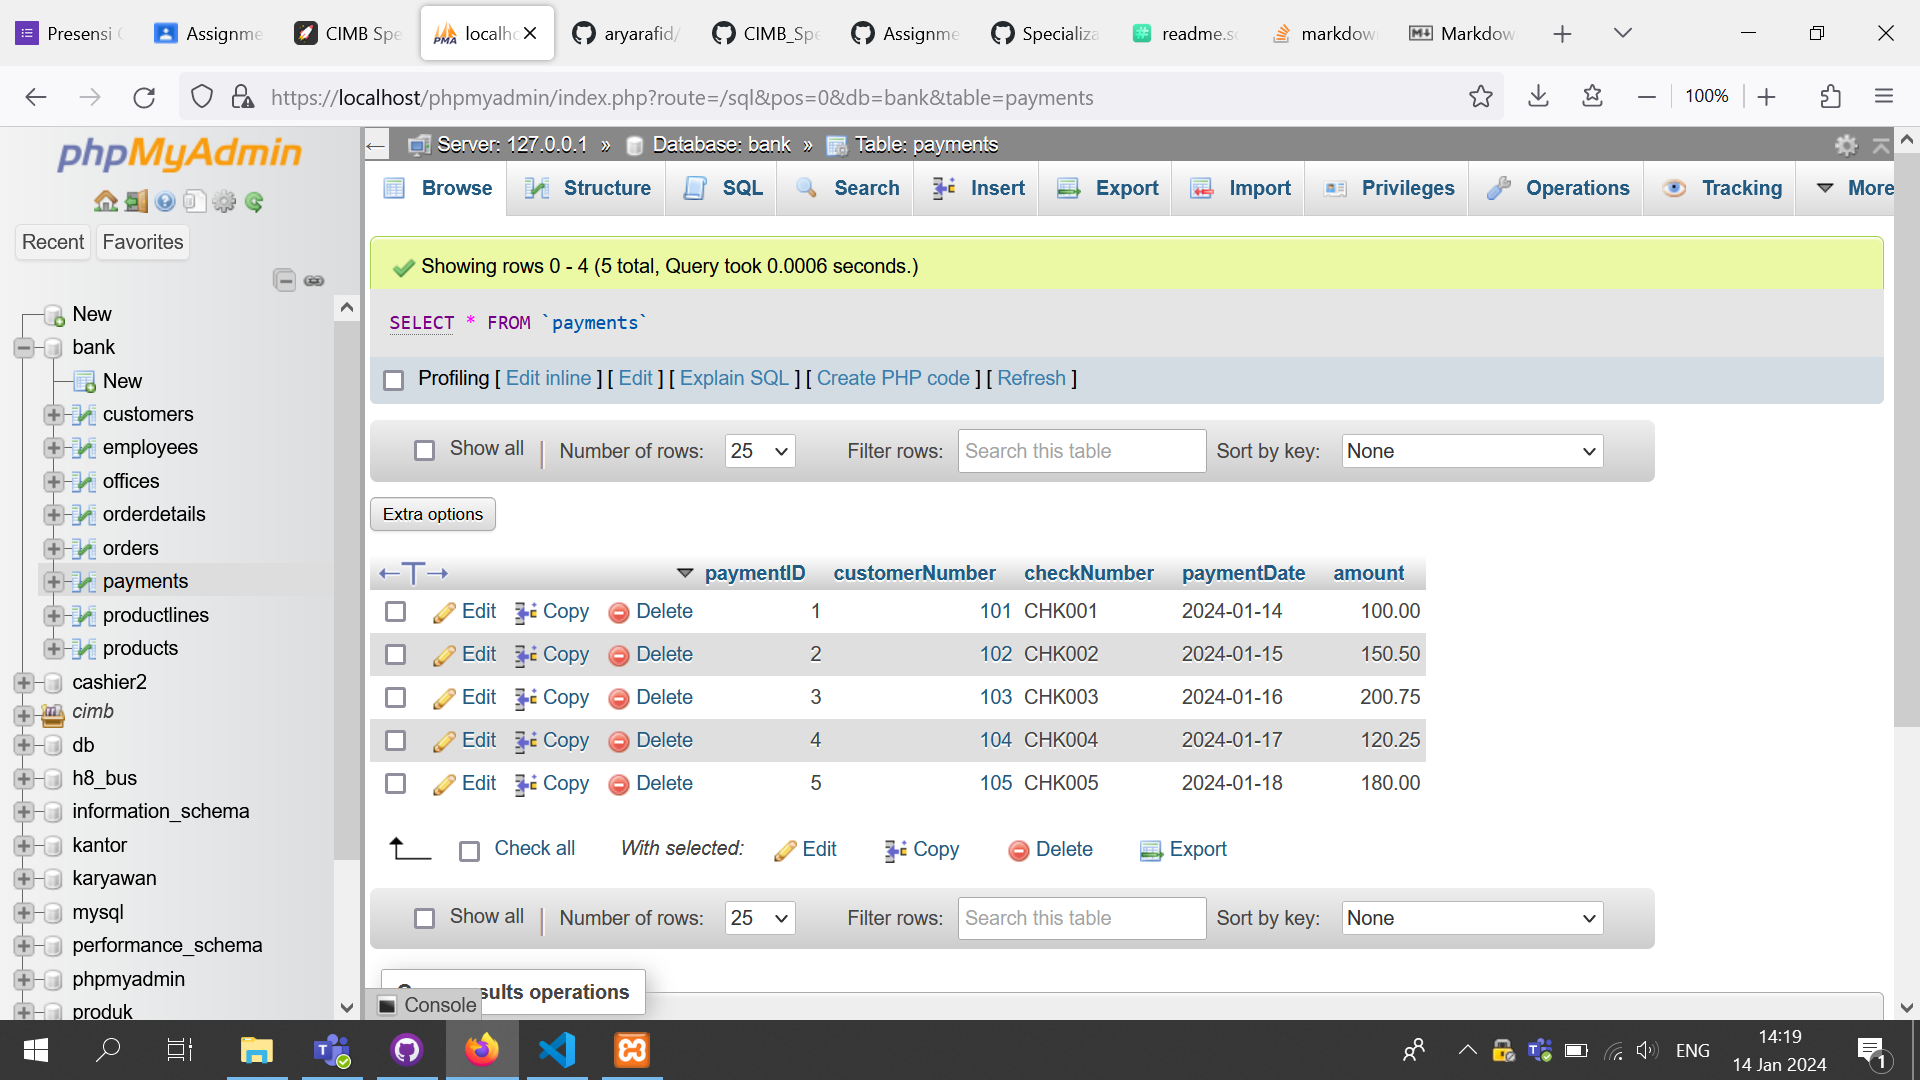 Presensi
Assignme
CIMB Spe
localho
aryarafid/
CIMB_Spe
Assignme
Specializa
readme.so
markdown
Markdow
https://localhost/phpmyadmin/index.php?route=/sql&pos=0&db=bank&table=payments
100%
phpMyAdmin
Recent
Favorites
New
bank
New
customers
employees
offices
orderdetails
orders
payments
productlines
products
cashier2
cimb
db
h8_bus
information_schema
kantor
karyawan
mysql
performance_schema
phpmyadmin
produk
Server: 127.0.0.1 » Database: bank » Table: payments
Browse Structure SQL Search Insert Export Import Privileges Operations Tracking More
Showing rows 0 - 4 (5 total, Query took 0.0006 seconds.)
SELECT * FROM `payments`
Profiling [ Edit inline ] [ Edit ] [ Explain SQL ] [ Create PHP code ] [ Refresh ]
Show all Number of rows: 25 Filter rows: Search this table Sort by key: None
Extra options
paymentID customerNumber checkNumber paymentDate amount
Edit Copy Delete 1 101 CHK001 2024-01-14 100.00
Edit Copy Delete 2 102 CHK002 2024-01-15 150.50
Edit Copy Delete 3 103 CHK003 2024-01-16 200.75
Edit Copy Delete 4 104 CHK004 2024-01-17 120.25
Edit Copy Delete 5 105 CHK005 2024-01-18 180.00
Check all With selected: Edit Copy Delete Export
Show all Number of rows: 25 Filter rows: Search this table Sort by key: None
sults operations
Console
ENG
14:19
14 Jan 2024
1